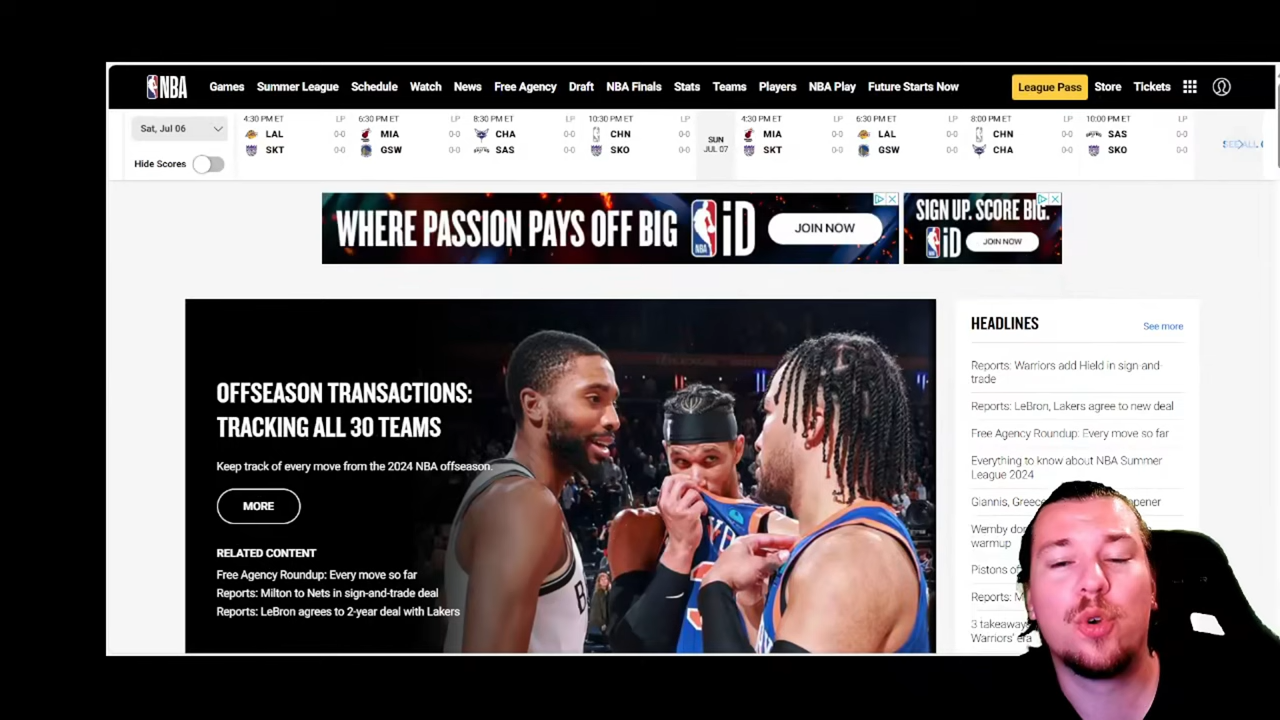 NBA
Games Summer League Schedule Watch News Free Agency Draft NBA Finals Stats Teams Players NBA Play Future Starts Now League Pass Store Tickets
Sat, Jul 06
Hide Scores
4:30 PM ET LP
LAL 0-0
SKT 0-0
6:30 PM ET LP
MIA 0-0
GSW 0-0
8:30 PM ET LP
CHA 0-0
SAS 0-0
10:30 PM ET LP
CHN 0-0
SKO 0-0
SUN
JUL 07
4:30 PM ET LP
MIA 0-0
SKT 0-0
6:30 PM ET LP
LAL 0-0
GSW 0-0
8:00 PM ET LP
CHN 0-0
CHA 0-0
10:00 PM ET LP
SAS 0-0
SKO 0-0
WHERE PASSION PAYS OFF BIG NBA iD JOIN NOW
SIGN UP. SCORE BIG.
NBA iD JOIN NOW
OFFSEASON TRANSACTIONS:
TRACKING ALL 30 TEAMS
Keep track of every move from the 2024 NBA offseason.
MORE
RELATED CONTENT
Free Agency Roundup: Every move so far
Reports: Milton to Nets in sign-and-trade deal
Reports: LeBron agrees to 2-year deal with Lakers
HEADLINES
See more
Reports: Warriors add Hield in sign-and-
trade
Reports: LeBron, Lakers agree to new deal
Free Agency Roundup: Every move so far
Everything to know about NBA Summer
League 2024
Giannis, Greece
Wemby
warmup
Pistons
Reports:
3 takeaways
Warriors' era